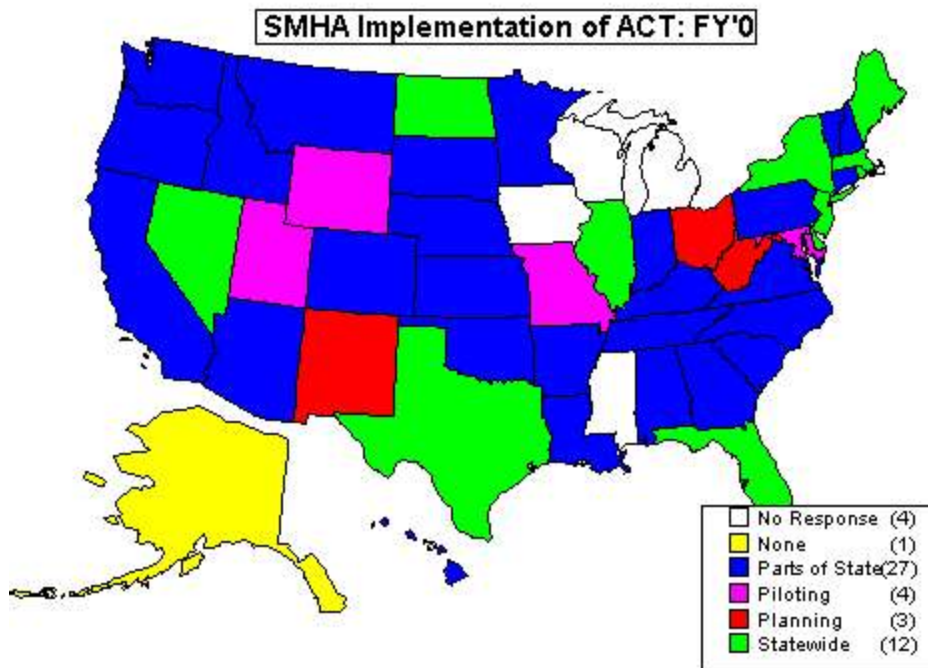 SMHA Implementation of ACT: FY'0
No Response (4)
None (1)
Parts of State(27)
Piloting (4)
Planning (3)
Statewide (12)